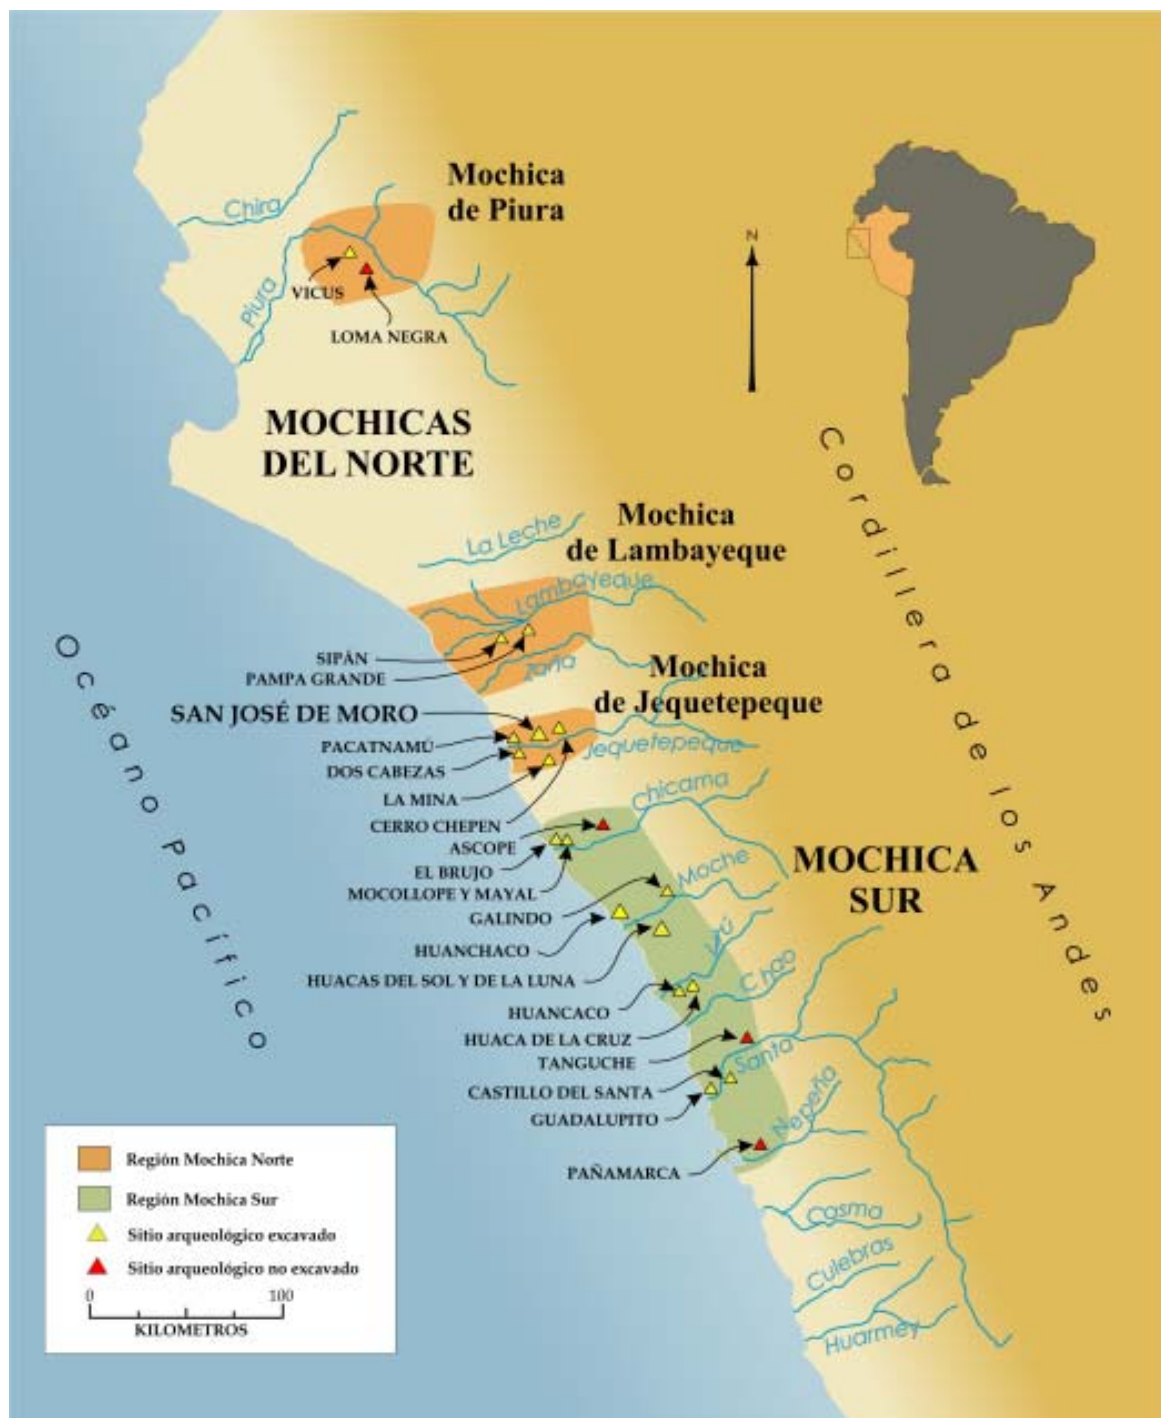 Mochica
de Piura
Chira
Piura
VICUS
LOMA NEGRA
N
MOCHICAS
DEL NORTE
Cordillera de los Andes
Mochica
de Lambayeque
La Leche
Lambayeque
SIPÁN
PAMPA GRANDE
Zaña
Océano Pacífico
Mochica
de Jequetepeque
SAN JOSÉ DE MORO
PACATNAMÚ
DOS CABEZAS
Jequetepeque
LA MINA
CERRO CHEPEN
Chicama
ASCOPE
EL BRUJO
MOCOLLOPE Y MAYAL
MOCHICA
SUR
Moche
GALINDO
HUANCHACO
HUACAS DEL SOL Y DE LA LUNA
Virú
Chao
HUANCACO
HUACA DE LA CRUZ
TANGUCHE
Santa
CASTILLO DEL SANTA
GUADALUPITO
Nepeña
PAÑAMARCA
Casma
Culebras
Huarmey
Región Mochica Norte
Región Mochica Sur
Sitio arqueológico excavado
Sitio arqueológico no excavado
0 100
KILOMETROS